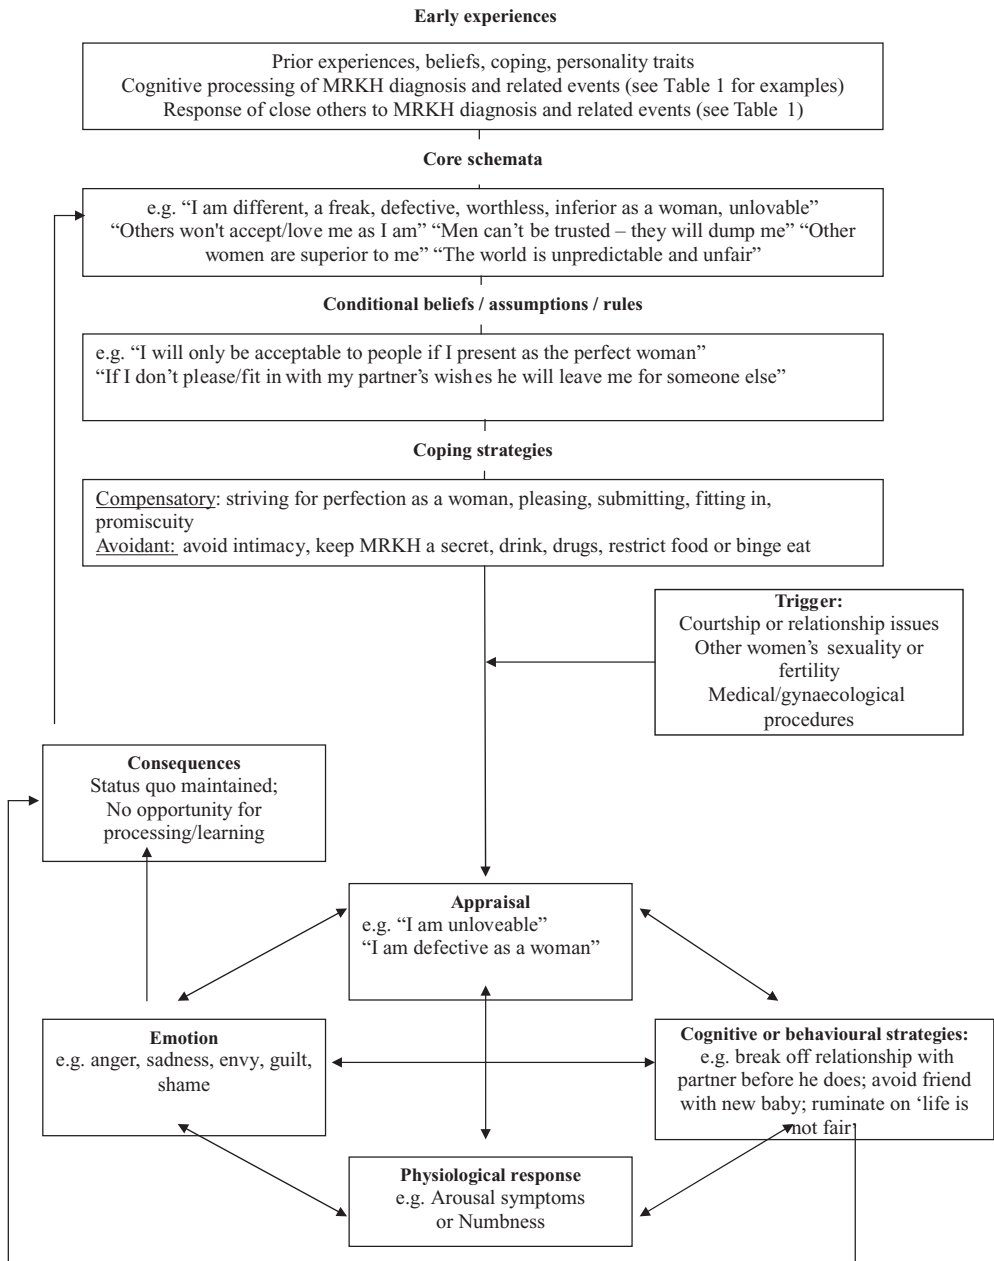 Early experiences
Prior experiences, beliefs, coping, personality traits
Cognitive processing of MRKH diagnosis and related events (see Table 1 for examples)
Response of close others to MRKH diagnosis and related events (see Table 1)
Core schemata
e.g. “I am different, a freak, defective, worthless, inferior as a woman, unlovable”
“Others won't accept/love me as I am” “Men can’t be trusted – they will dump me” “Other
women are superior to me” “The world is unpredictable and unfair”
Conditional beliefs / assumptions / rules
e.g. “I will only be acceptable to people if I present as the perfect woman”
“If I don’t please/fit in with my partner’s wishes he will leave me for someone else”
Coping strategies
Compensatory: striving for perfection as a woman, pleasing, submitting, fitting in,
promiscuity
Avoidant: avoid intimacy, keep MRKH a secret, drink, drugs, restrict food or binge eat
Trigger:
Courtship or relationship issues
Other women’s sexuality or
fertility
Medical/gynaecological
procedures
Consequences
Status quo maintained;
No opportunity for
processing/learning
Appraisal
e.g. “I am unloveable”
“I am defective as a woman”
Emotion
e.g. anger, sadness, envy, guilt,
shame
Cognitive or behavioural strategies:
e.g. break off relationship with
partner before he does; avoid friend
with new baby; ruminate on ‘life is
not fair’
Physiological response
e.g. Arousal symptoms
or Numbness